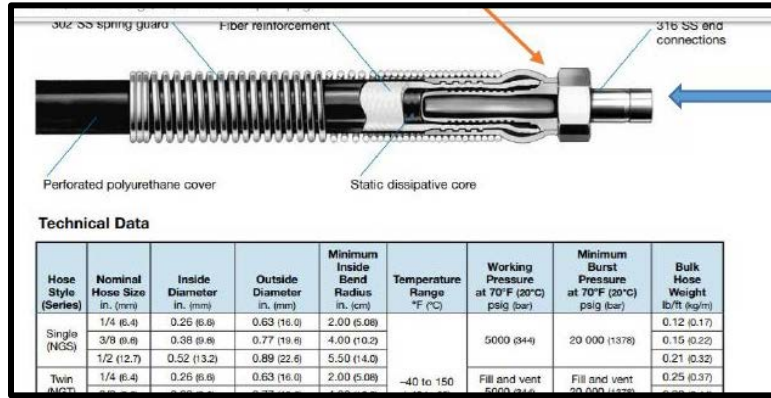 302 SS spring guard
Fiber reinforcement
316 SS end
connections
Perforated polyurethane cover
Static dissipative core
Technical Data
Hose Style (Series) Nominal Hose Size in. (mm) Inside Diameter in. (mm) Outside Diameter in. (mm) Minimum Inside Bend Radius in. (cm) Temperature Range °F (°C) Working Pressure at 70°F (20°C) psig (bar) Minimum Burst Pressure at 70°F (20°C) psig (bar) Bulk Hose Weight lb/ft (kg/m)
Single (NGS) 1/4 (6.4) 0.26 (6.6) 0.63 (16.0) 2.00 (5.08) 5000 (344) 20 000 (1378) 0.12 (0.17)
3/8 (9.6) 0.38 (9.6) 0.77 (19.6) 4.00 (10.2) 0.15 (0.22)
1/2 (12.7) 0.52 (13.2) 0.89 (22.6) 5.50 (14.0) 0.21 (0.32)
Twin 1/4 (6.4) 0.26 (6.6) 0.63 (16.0) 2.00 (5.08) –40 to 150 Fill and vent Fill and vent 0.25 (0.37)